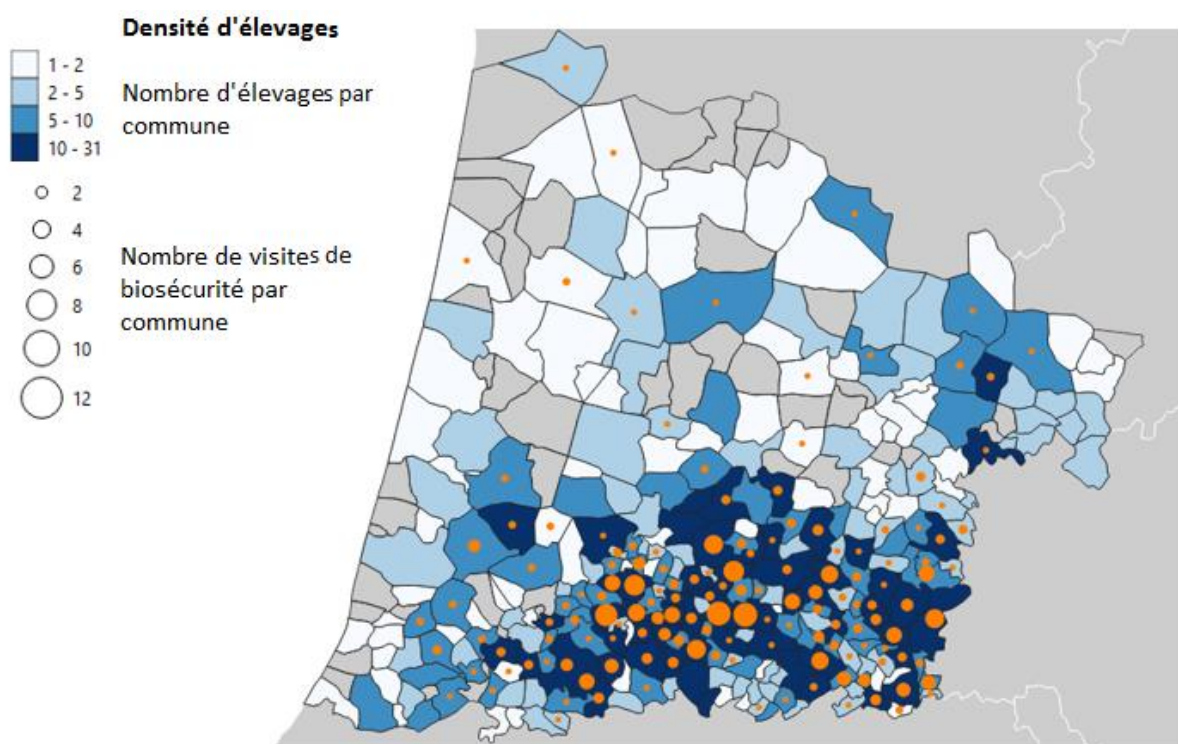 Densité d'élevages
1 - 2
2 - 5
5 - 10
10 - 31
Nombre d'élevages par
commune
2
4
6
8
10
12
Nombre de visites de
biosécurité par
commune